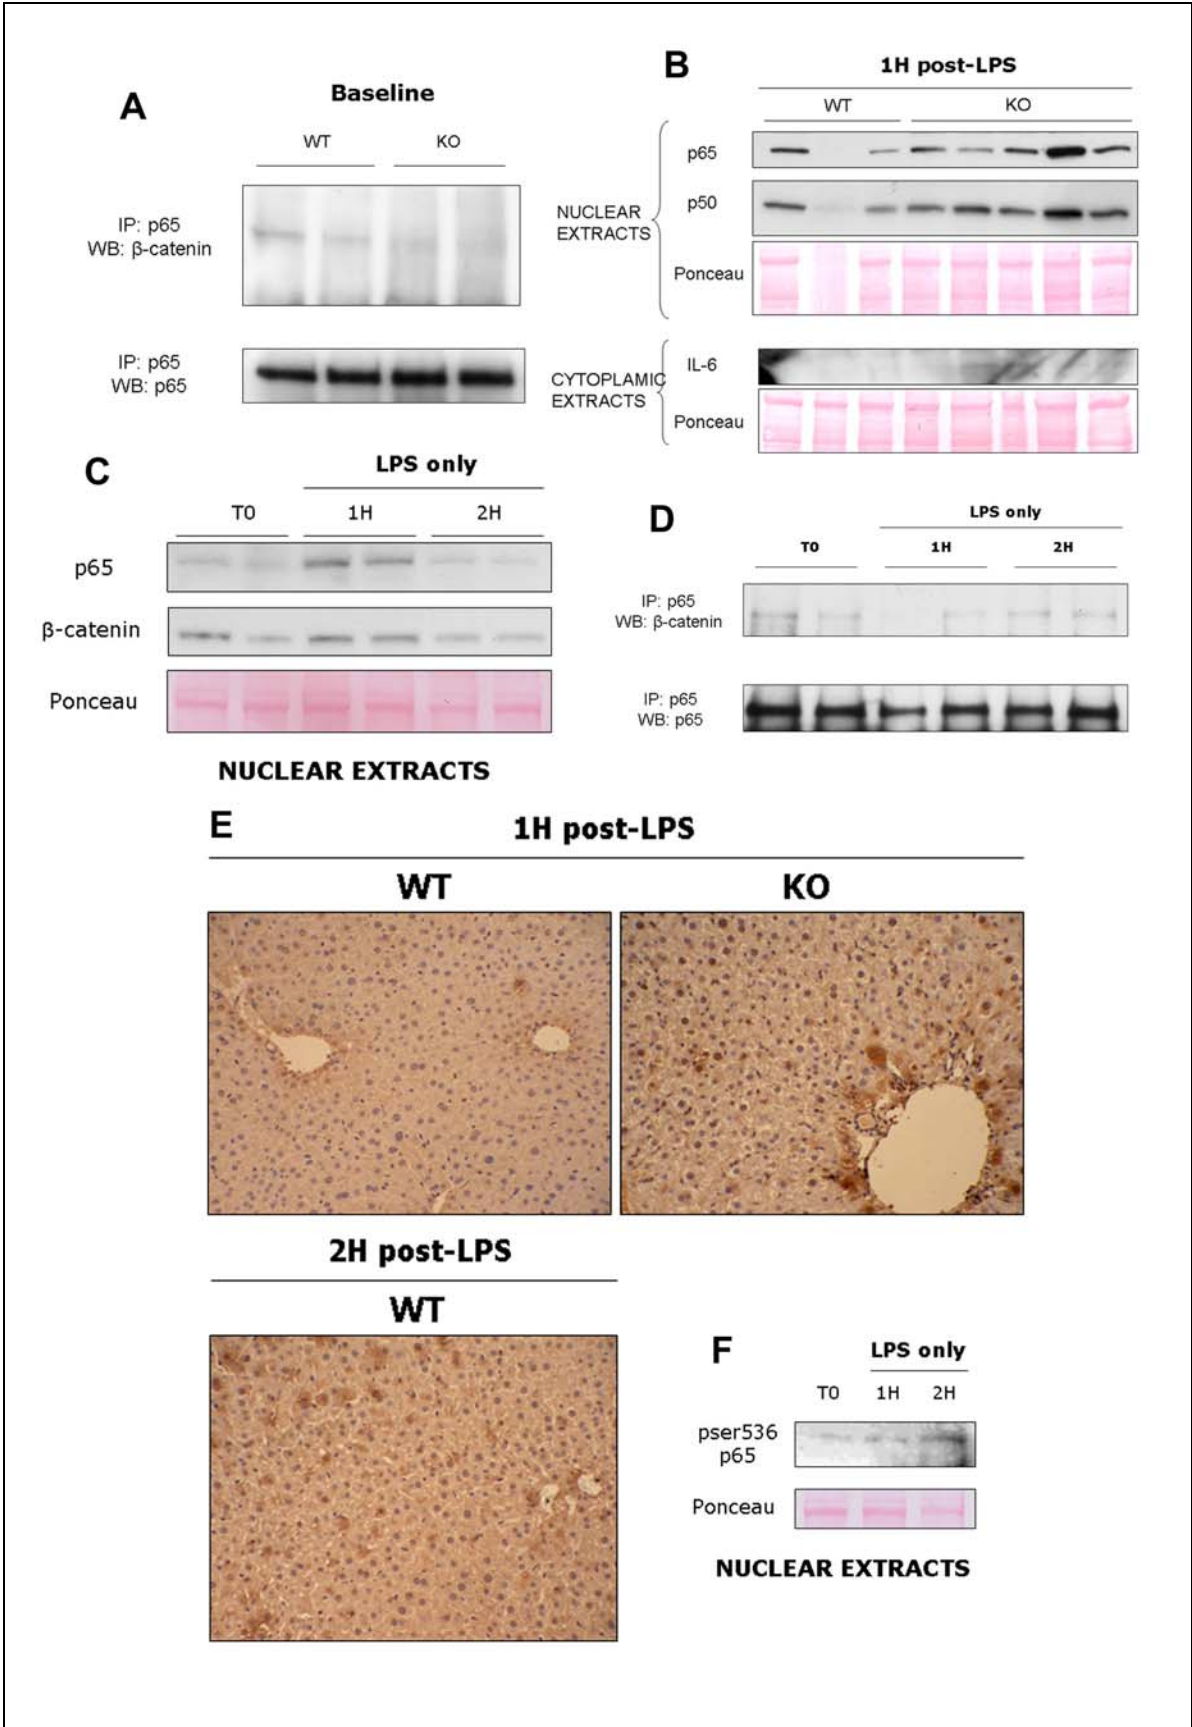 A
Baseline
WT KO
IP: p65
WB: β-catenin
IP: p65
WB: p65
B
1H post-LPS
WT KO
p65
p50
NUCLEAR
EXTRACTS
Ponceau
IL-6
CYTOPLAMIC
EXTRACTS
Ponceau
C
LPS only
T0 1H 2H
p65
β-catenin
Ponceau
NUCLEAR EXTRACTS
D
LPS only
T0 1H 2H
IP: p65
WB: β-catenin
IP: p65
WB: p65
E
1H post-LPS
WT KO
2H post-LPS
WT
F
LPS only
T0 1H 2H
pser536
p65
Ponceau
NUCLEAR EXTRACTS